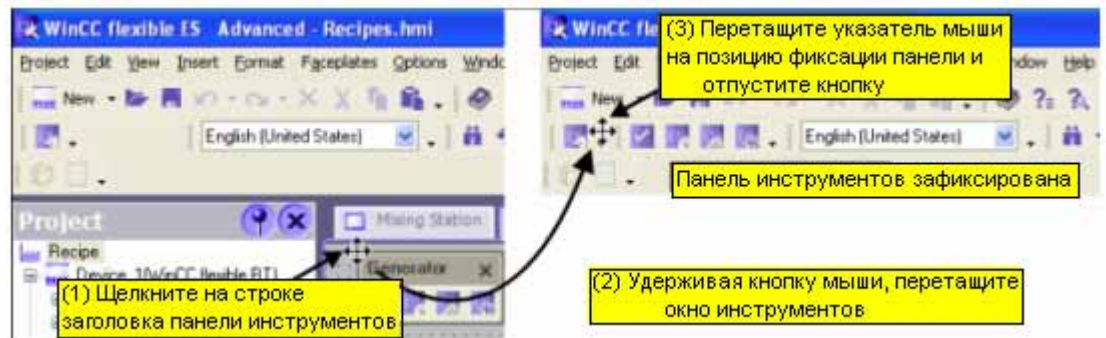 WinCC flexible ES Advanced - Recipes.hmi
Project Edit View Insert Format Faceplates Options Windo
New
English (United States)
Project
Mixing Station
Recipe
Device_1(WinCC flexible RT)
Generator
(1) Щелкните на строке
заголовка панели инструментов
WinCC fle
(3) Перетащите указатель мыши
на позицию фиксации панели и
отпустите кнопку
Project Edit
ndow Help
New
English (United States)
Панель инструментов зафиксирована
(2) Удерживая кнопку мыши, перетащите
окно инструментов